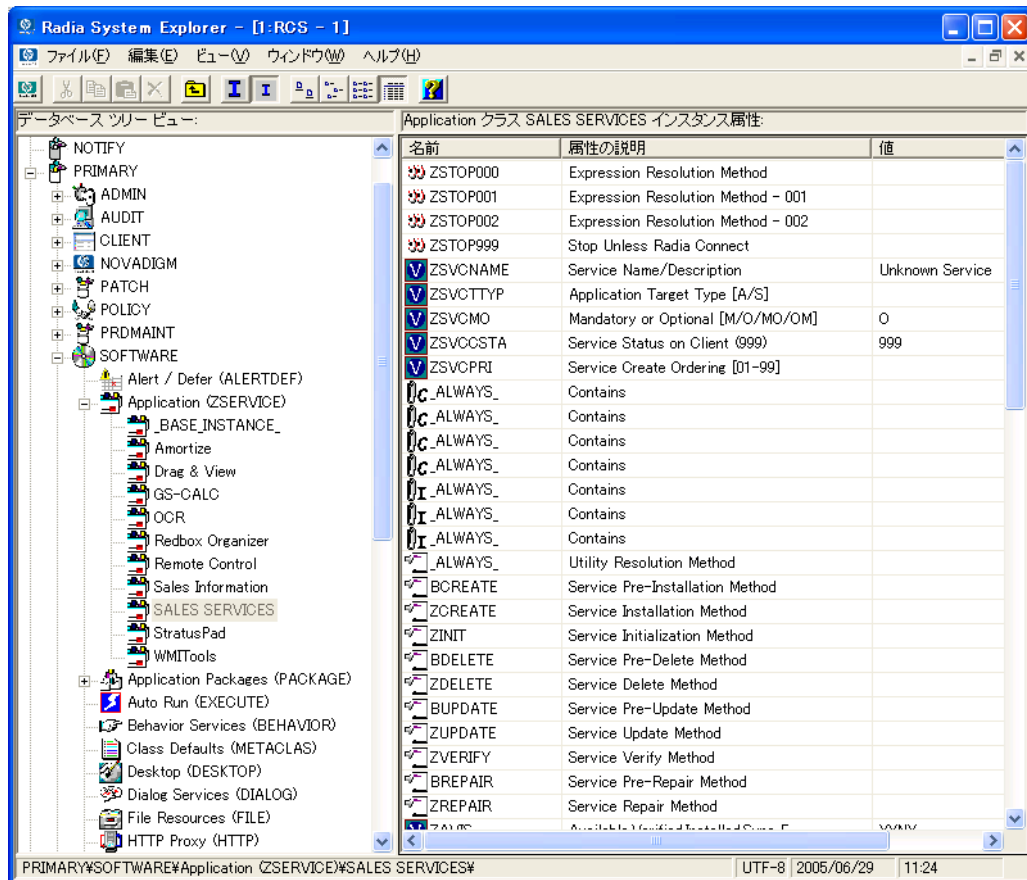 Radia System Explorer - [1:RCS - 1]
ファイル(F) 編集(E) ビュー(V) ウィンドウ(W) ヘルプ(H)
データベース ツリー ビュー:
NOTIFY
PRIMARY
ADMIN
AUDIT
CLIENT
NOVADIGM
PATCH
POLICY
PRDMAINT
SOFTWARE
Alert / Defer (ALERTDEF)
Application (ZSERVICE)
_BASE_INSTANCE_
Amortize
Drag & View
GS-CALC
OCR
Redbox Organizer
Remote Control
Sales Information
SALES SERVICES
StratusPad
WMITools
Application Packages (PACKAGE)
Auto Run (EXECUTE)
Behavior Services (BEHAVIOR)
Class Defaults (METACLAS)
Desktop (DESKTOP)
Dialog Services (DIALOG)
File Resources (FILE)
HTTP Proxy (HTTP)
Application クラス SALES SERVICES インスタンス属性:
名前 属性の説明 値
ZSTOP000 Expression Resolution Method
ZSTOP001 Expression Resolution Method - 001
ZSTOP002 Expression Resolution Method - 002
ZSTOP999 Stop Unless Radia Connect
ZSVCNAME Service Name/Description Unknown Service
ZSVCTTYP Application Target Type [A/S]
ZSVCMO Mandatory or Optional [M/O/MO/OM] O
ZSVCCSTA Service Status on Client (999) 999
ZSVCPRI Service Create Ordering [01-99]
_ALWAYS_ Contains
_ALWAYS_ Contains
_ALWAYS_ Contains
_ALWAYS_ Contains
_ALWAYS_ Contains
_ALWAYS_ Contains
_ALWAYS_ Contains
_ALWAYS_ Utility Resolution Method
BCREATE Service Pre-Installation Method
ZCREATE Service Installation Method
ZINIT Service Initialization Method
BDELETE Service Pre-Delete Method
ZDELETE Service Delete Method
BUPDATE Service Pre-Update Method
ZUPDATE Service Update Method
ZVERIFY Service Verify Method
BREPAIR Service Pre-Repair Method
ZREPAIR Service Repair Method
PRIMARY¥SOFTWARE¥Application (ZSERVICE)¥SALES SERVICES¥ UTF-8 2005/06/29 11:24